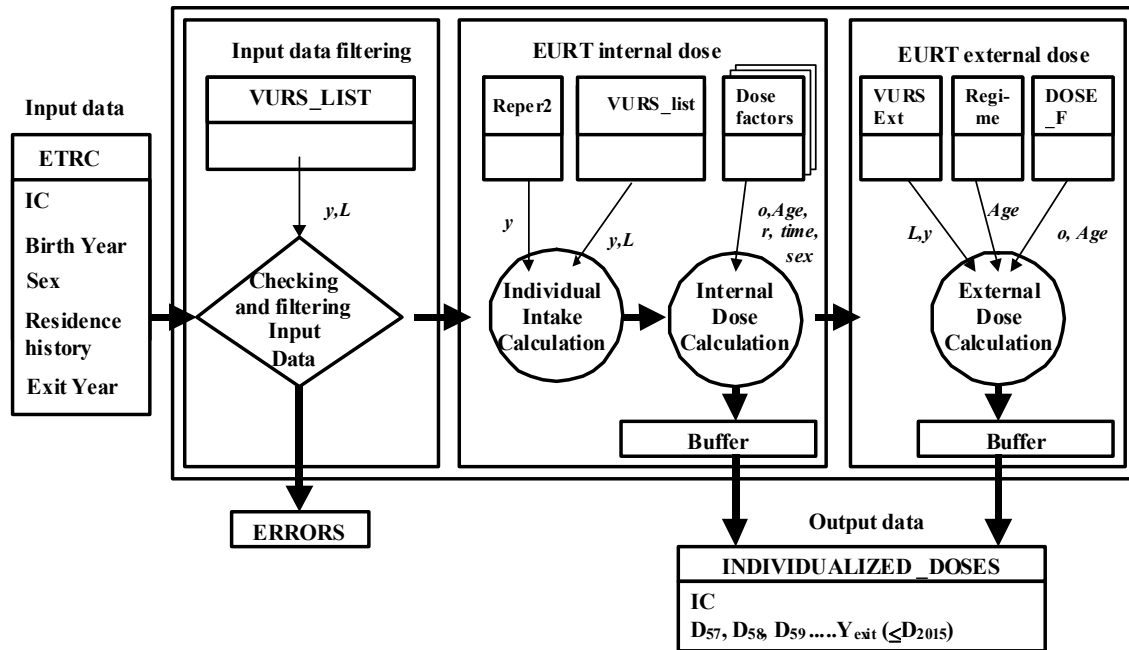 Input data
ETRC
IC
Birth Year
Sex
Residence
history
Exit Year
Input data filtering
VURS_LIST
y,L
Checking
and filtering
Input
Data
ERRORS
EURT internal dose
Reper2
VURS_list
Dose
factors
y
y,L
o,Age,
r, time,
sex
Individual
Intake
Calculation
Internal
Dose
Calculation
Buffer
EURT external dose
VURS
Ext
Regi-
me
DOSE
_F
L,y
Age
o, Age
External
Dose
Calculation
Buffer
Output data
INDIVIDUALIZED_DOSES
IC
D57, D58, D59.....Yexit (≤D2015)